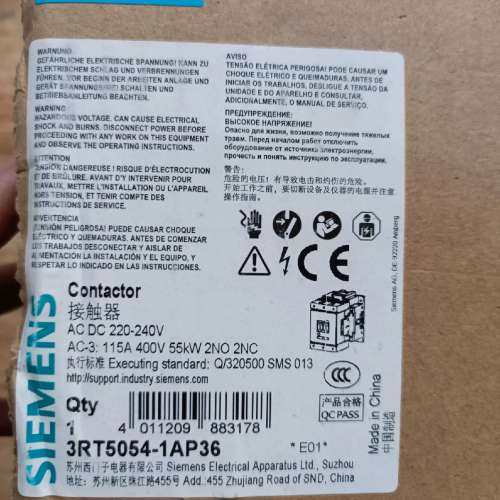 WARNUNG
GEFÄHRLICHE ELEKTRISCHE SPANNUNG! KANN ZU
ELEKTRISCHEM SCHLAG UND VERBRENNUNGEN
FÜHREN. VOR BEGINN DER ARBEITEN ANLAGE UND
GERÄT SPANNUNGSFREI SCHALTEN UND
BETRIEBSANLEITUNG BEACHTEN.
WARNING
HAZARDOUS VOLTAGE. CAN CAUSE ELECTRICAL
SHOCK AND BURNS. DISCONNECT POWER BEFORE
PROCEEDING WITH ANY WORK ON THIS EQUIPMENT
AND OBSERVE THE OPERATING INSTRUCTIONS.
ATTENTION
TENSION DANGEREUSE ! RISQUE D'ÉLECTROCUTION
ET DE BRÛLURE. AVANT D'Y INTERVENIR POUR
TRAVAUX, METTRE L'INSTALLATION OU L'APPAREIL
HORS TENSION, ET TENIR COMPTE DES
INSTRUCTIONS DE SERVICE.
ADVERTENCIA
¡TENSIÓN PELIGROSA! PUEDE CAUSAR CHOQUE
ELÉCTRICO Y QUEMADURAS. ANTES DE COMENZAR
LOS TRABAJOS DESCONECTAR Y AISLAR DE
ALIMENTACIÓN LA INSTALACIÓN Y EL EQUIPO, Y
RESPETAR LO INDICADO EN LAS INSTRUCCIONES.
AVISO
TENSÃO ELÉTRICA PERIGOSA! PODE CAUSAR UM
CHOQUE ELÉTRICO E QUEIMADURAS. ANTES DE
INICIAR OS TRABALHOS, DESLIGUE A TENSÃO DA
UNIDADE E DO APARELHO E CONSULTAR,
ADICIONALMENTE, O MANUAL DE SERVIÇO.
ПРЕДУПРЕЖДЕНИЕ:
ВЫСОКОЕ НАПРЯЖЕНИЕ!
Опасно для жизни, возможно получение тяжелых
травм. Перед началом работ отключить
оборудование от источника электроэнергии,
прочесть и понять инструкции по эксплуатации.
警告:
危险的电压!有导致电击和灼伤的危险.
开始工作之前,要切断设备及仪器的电源并注意
操作指南。
Siemens AG, DE-92220 Amberg
SIEMENS
Contactor
接触器
AC DC 220-240V
AC-3: 115A 400V 55kW 2NO 2NC
执行标准 Executing standard: Q/320500 SMS 013
http://support.industry.siemens.com
Qty
1
4 011209 883178
3RT5054-1AP36
*E01*
CCC
产品合格
QC PASS
Made in China
中国制造
苏州西门子电器有限公司 Siemens Electrical Apparatus Ltd., Suzhou
地址:苏州新区珠江路455号 Add.:455 Zhujiang Road of SND, China